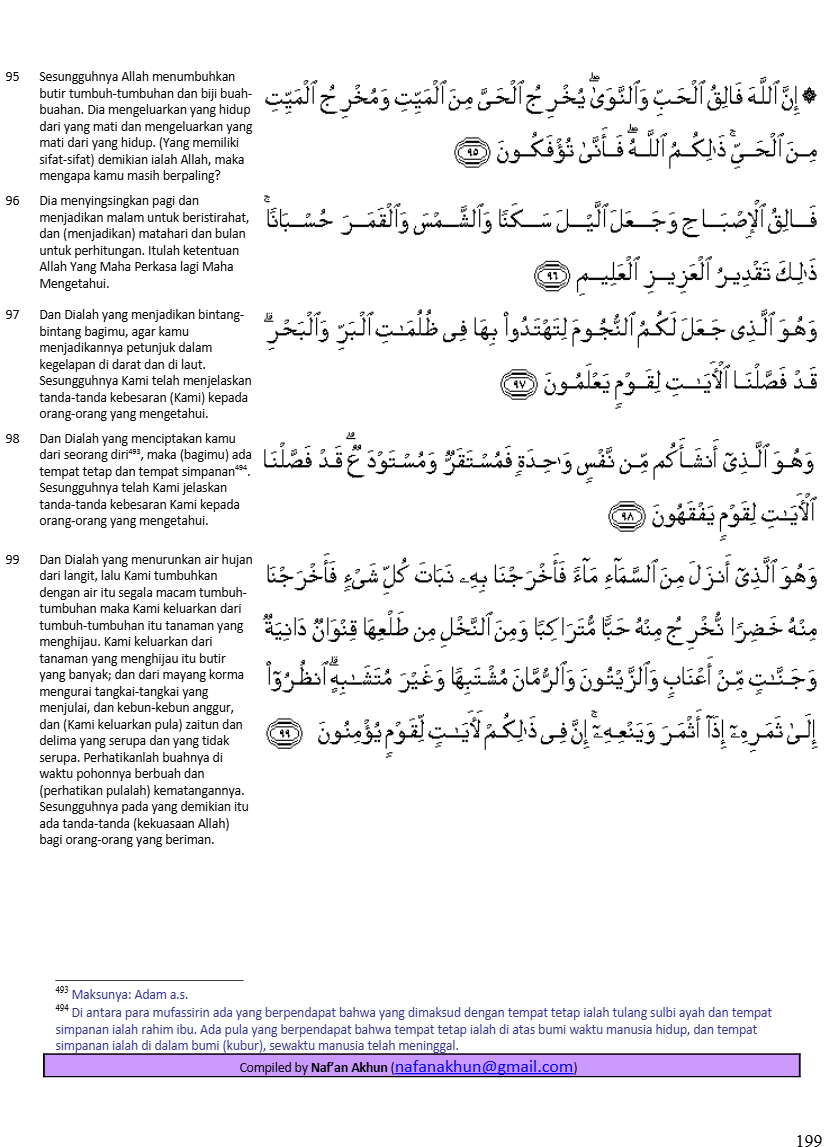 95 Sesungguhnya Allah menumbuhkan
butir tumbuh-tumbuhan dan biji buah-
buahan. Dia mengeluarkan yang hidup
dari yang mati dan mengeluarkan yang
mati dari yang hidup. (Yang memiliki
sifat-sifat) demikian ialah Allah, maka
mengapa kamu masih berpaling?
۞ إِنَّ ٱللَّهَ فَالِقُ ٱلْحَبِّ وَٱلنَّوَىٰ ۖ يُخْرِجُ ٱلْحَىَّ مِنَ ٱلْمَيِّتِ وَمُخْرِجُ ٱلْمَيِّتِ
مِنَ ٱلْحَىِّ ۚ ذَٰلِكُمُ ٱللَّهُ ۖ فَأَنَّىٰ تُؤْفَكُونَ ﴿٩٥﴾
96 Dia menyingsingkan pagi dan
menjadikan malam untuk beristirahat,
dan (menjadikan) matahari dan bulan
untuk perhitungan. Itulah ketentuan
Allah Yang Maha Perkasa lagi Maha
Mengetahui.
فَالِقُ ٱلْإِصْبَاحِ وَجَعَلَ ٱلَّيْلَ سَكَنًا وَٱلشَّمْسَ وَٱلْقَمَرَ حُسْبَانًا ۚ
ذَٰلِكَ تَقْدِيرُ ٱلْعَزِيزِ ٱلْعَلِيمِ ﴿٩٦﴾
97 Dan Dialah yang menjadikan bintang-
bintang bagimu, agar kamu
menjadikannya petunjuk dalam
kegelapan di darat dan di laut.
Sesungguhnya Kami telah menjelaskan
tanda-tanda kebesaran (Kami) kepada
orang-orang yang mengetahui.
وَهُوَ ٱلَّذِى جَعَلَ لَكُمُ ٱلنُّجُومَ لِتَهْتَدُوا۟ بِهَا فِى ظُلُمَٰتِ ٱلْبَرِّ وَٱلْبَحْرِ ۗ
قَدْ فَصَّلْنَا ٱلْءَايَٰتِ لِقَوْمٍ يَعْلَمُونَ ﴿٩٧﴾
98 Dan Dialah yang menciptakan kamu
dari seorang diri⁴⁹³, maka (bagimu) ada
tempat tetap dan tempat simpanan⁴⁹⁴.
Sesungguhnya telah Kami jelaskan
tanda-tanda kebesaran Kami kepada
orang-orang yang mengetahui.
وَهُوَ ٱلَّذِىٓ أَنشَأَكُم مِّن نَّفْسٍ وَٰحِدَةٍ فَمُسْتَقَرٌّ وَمُسْتَوْدَعٌ ۗ قَدْ فَصَّلْنَا
ٱلْءَايَٰتِ لِقَوْمٍ يَفْقَهُونَ ﴿٩٨﴾
99 Dan Dialah yang menurunkan air hujan
dari langit, lalu Kami tumbuhkan
dengan air itu segala macam tumbuh-
tumbuhan maka Kami keluarkan dari
tumbuh-tumbuhan itu tanaman yang
menghijau. Kami keluarkan dari
tanaman yang menghijau itu butir
yang banyak; dan dari mayang korma
mengurai tangkai-tangkai yang
menjulai, dan kebun-kebun anggur,
dan (Kami keluarkan pula) zaitun dan
delima yang serupa dan yang tidak
serupa. Perhatikanlah buahnya di
waktu pohonnya berbuah dan
(perhatikan pulalah) kematangannya.
Sesungguhnya pada yang demikian itu
ada tanda-tanda (kekuasaan Allah)
bagi orang-orang yang beriman.
وَهُوَ ٱلَّذِىٓ أَنزَلَ مِنَ ٱلسَّمَآءِ مَآءً فَأَخْرَجْنَا بِهِۦ نَبَاتَ كُلِّ شَىْءٍ فَأَخْرَجْنَا
مِنْهُ خَضِرًا نُّخْرِجُ مِنْهُ حَبًّا مُّتَرَاكِبًا وَمِنَ ٱلنَّخْلِ مِن طَلْعِهَا قِنْوَانٌ دَانِيَةٌ
وَجَنَّٰتٍ مِّنْ أَعْنَابٍ وَٱلزَّيْتُونَ وَٱلرُّمَّانَ مُشْتَبِهًا وَغَيْرَ مُتَشَٰبِهٍ ۗ ٱنظُرُوٓا۟
إِلَىٰ ثَمَرِهِۦٓ إِذَآ أَثْمَرَ وَيَنْعِهِۦٓ ۚ إِنَّ فِى ذَٰلِكُمْ لَءَايَٰتٍ لِّقَوْمٍ يُؤْمِنُونَ ﴿٩٩﴾
⁴⁹³ Maksunya: Adam a.s.
⁴⁹⁴ Di antara para mufassirin ada yang berpendapat bahwa yang dimaksud dengan tempat tetap ialah tulang sulbi ayah dan tempat
simpanan ialah rahim ibu. Ada pula yang berpendapat bahwa tempat tetap ialah di atas bumi waktu manusia hidup, dan tempat
simpanan ialah di dalam bumi (kubur), sewaktu manusia telah meninggal.
Compiled by Naf’an Akhun (nafanakhun@gmail.com)
199